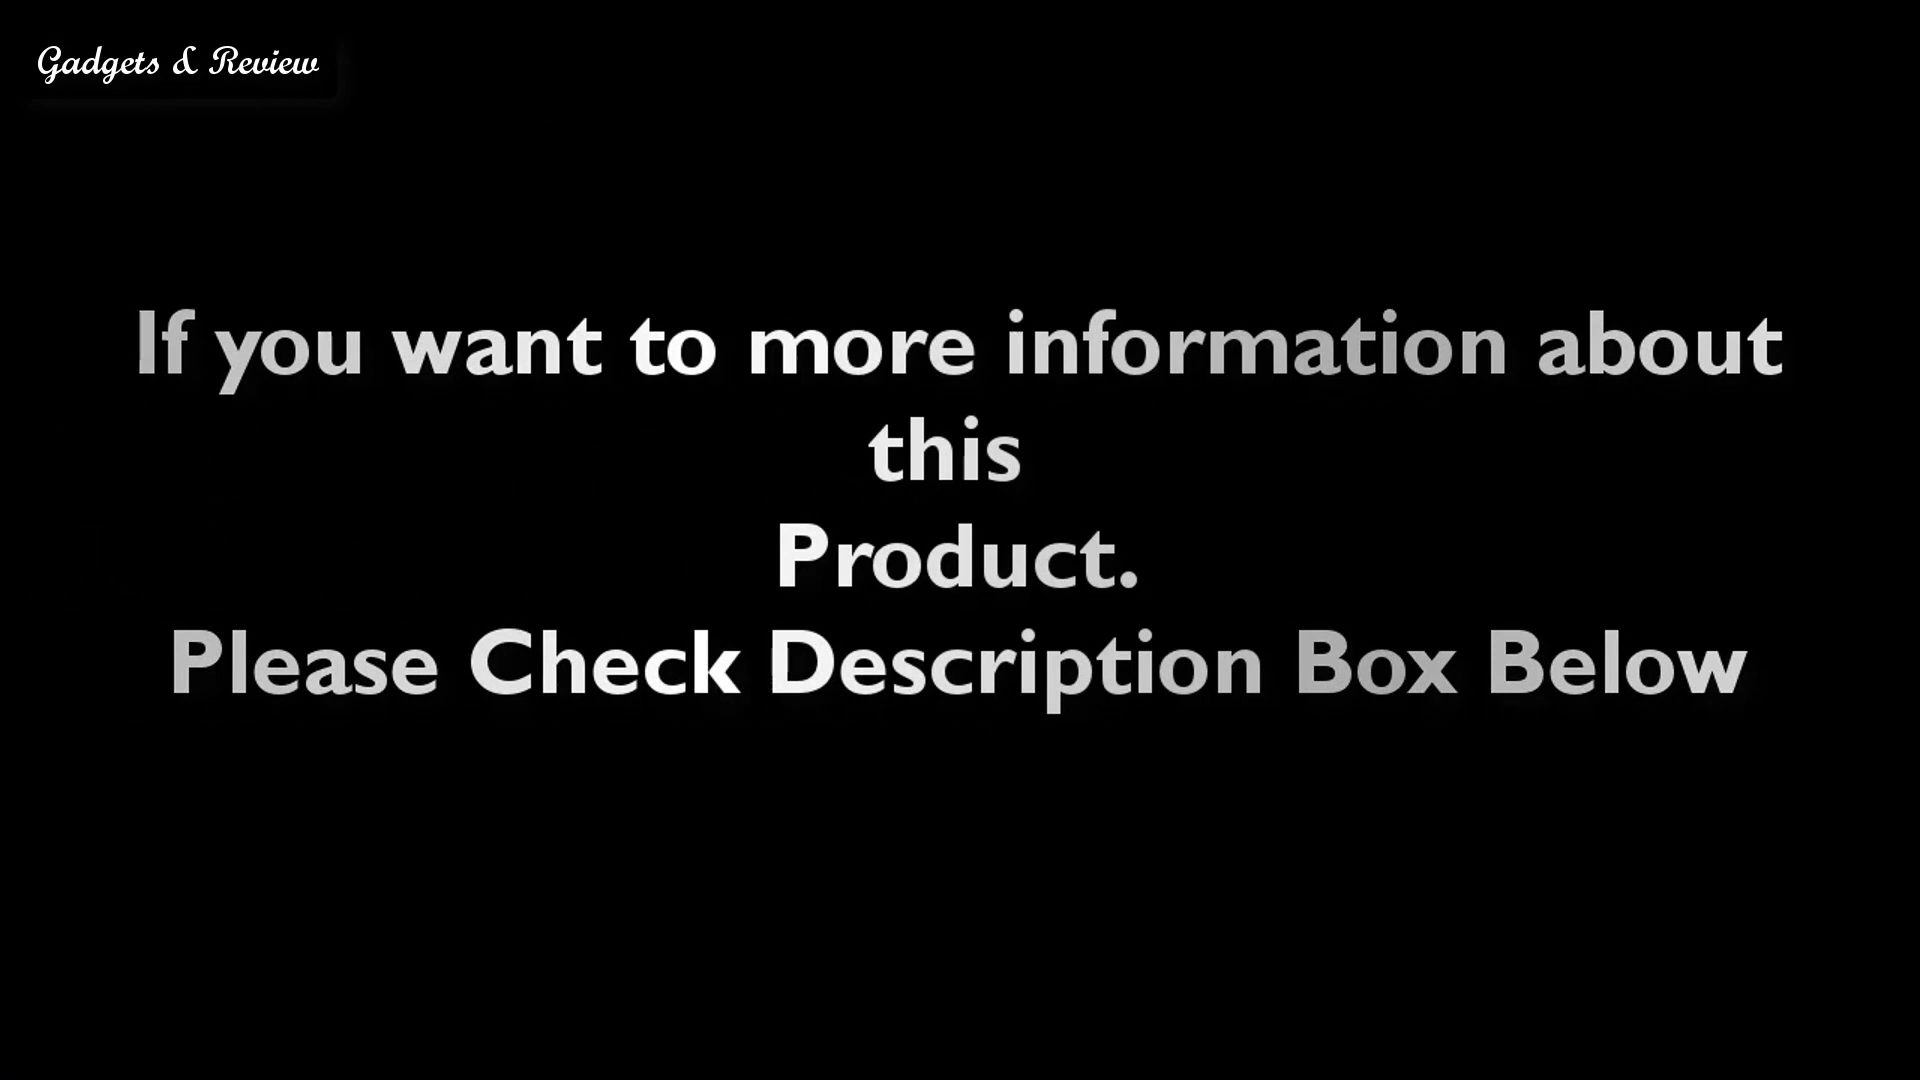 Gadgets & Review
If you want to more information about
this
Product.
Please Check Description Box Below